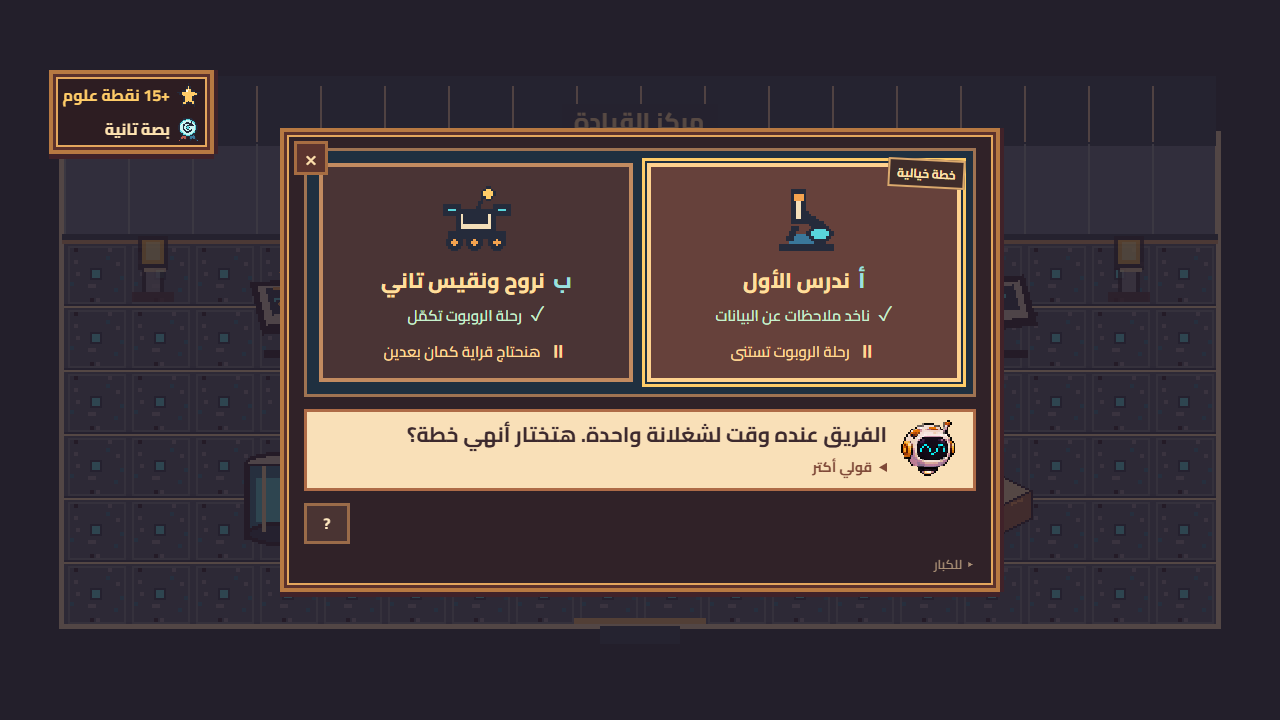 +15 نقطة علوم
بصة تانية
مركز القيادة
×
خطة خيالية
أ ندرس الأول
✓ ناخد ملاحظات عن البيانات
رحلة الروبوت تستنى
ب نروح ونقيس تاني
✓ رحلة الروبوت تكمّل
هنحتاج قراية كمان بعدين
الفريق عنده وقت لشغلانة واحدة. هتختار أنهي خطة؟
◄ قولي أكتر
?
▸ للكبار